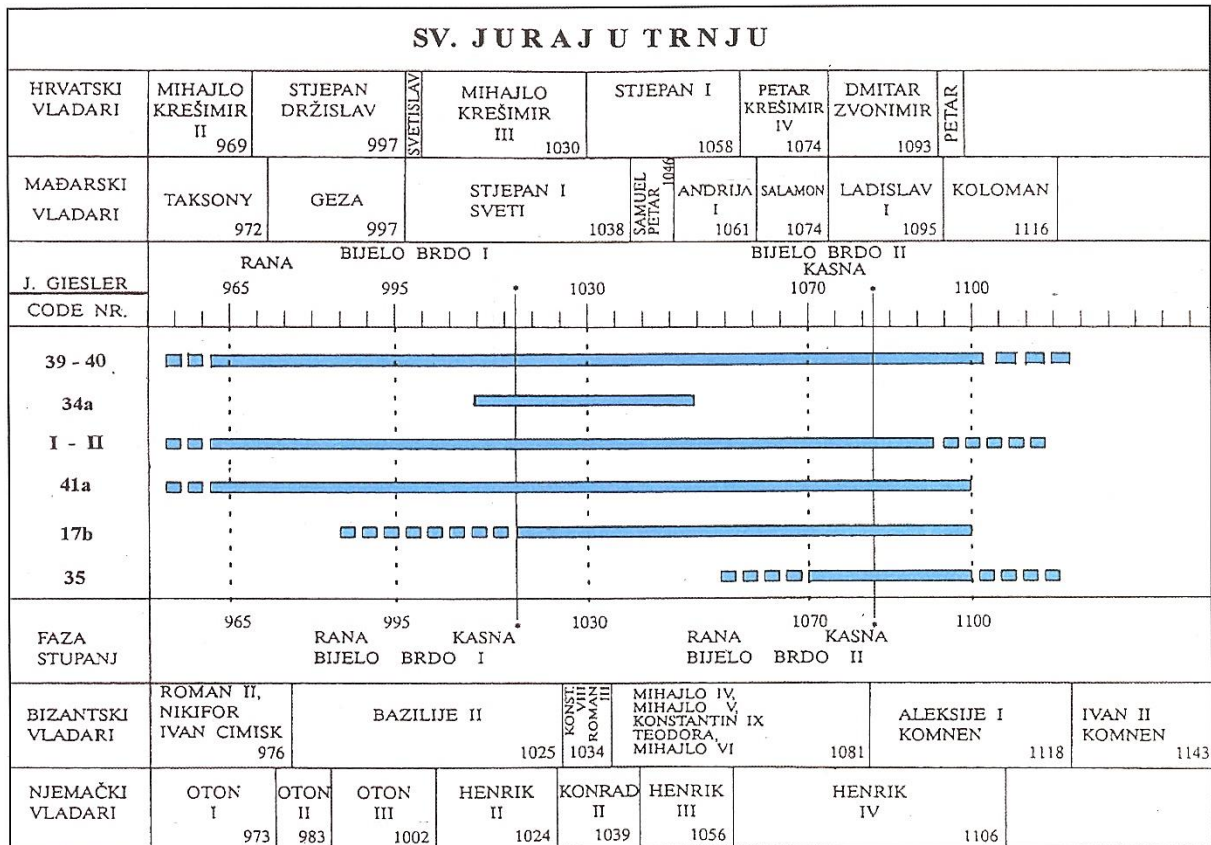 SV. JURAJ U TRNJU
HRVATSKI
VLADARI
MIHAJLO
KREŠIMIR
II
969
STJEPAN
DRŽISLAV
997
SVETISLAV
MIHAJLO
KREŠIMIR
III
1030
STJEPAN I
1058
PETAR
KREŠIMIR
IV
1074
DMITAR
ZVONIMIR
1093
PETAR
MAĐARSKI
VLADARI
TAKSONY
972
GEZA
997
STJEPAN I
SVETI
1038
SAMUEL
PETAR
1046
ANDRIJA
I
1061
SALAMON
1074
LADISLAV
I
1095
KOLOMAN
1116
J. GIESLER
CODE NR.
RANA BIJELO BRDO I
BIJELO BRDO II
KASNA
965 995 1030 1070 1100
39 - 40
34a
I - II
41a
17b
35
FAZA
STUPANJ
965 995 1030 1070 1100
RANA KASNA RANA KASNA
BIJELO BRDO I BIJELO BRDO II
BIZANTSKI
VLADARI
ROMAN II,
NIKIFOR
IVAN CIMISK
976
BAZILIJE II
1025
KONST.
VIII
ROMAN
III
1034
MIHAJLO IV,
MIHAJLO V,
KONSTANTIN IX
TEODORA,
MIHAJLO VI
1081
ALEKSIJE I
KOMNEN
1118
IVAN II
KOMNEN
1143
NJEMAČKI
VLADARI
OTON
I
973
OTON
II
983
OTON
III
1002
HENRIK
II
1024
KONRAD
II
1039
HENRIK
III
1056
HENRIK
IV
1106